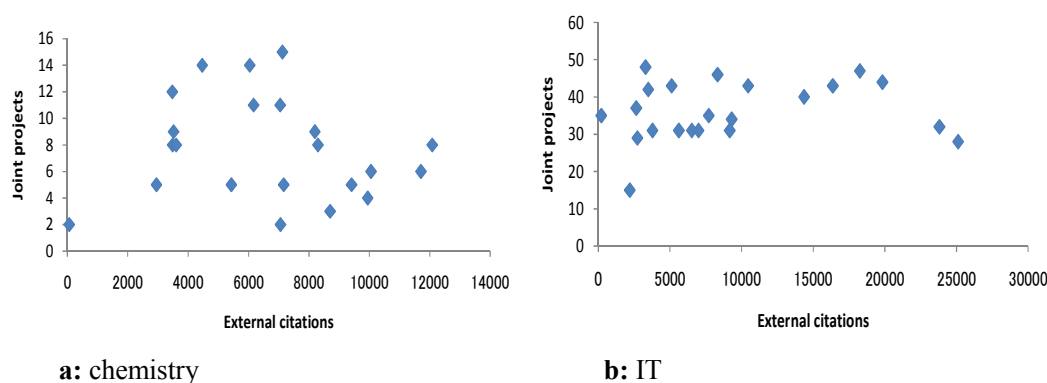 16
14
12
10
8
6
4
2
0
Joint projects
0 2000 4000 6000 8000 10000 12000 14000
External citations
a: chemistry
60
50
40
30
20
10
0
Joint projects
0 5000 10000 15000 20000 25000 30000
External citations
b: IT